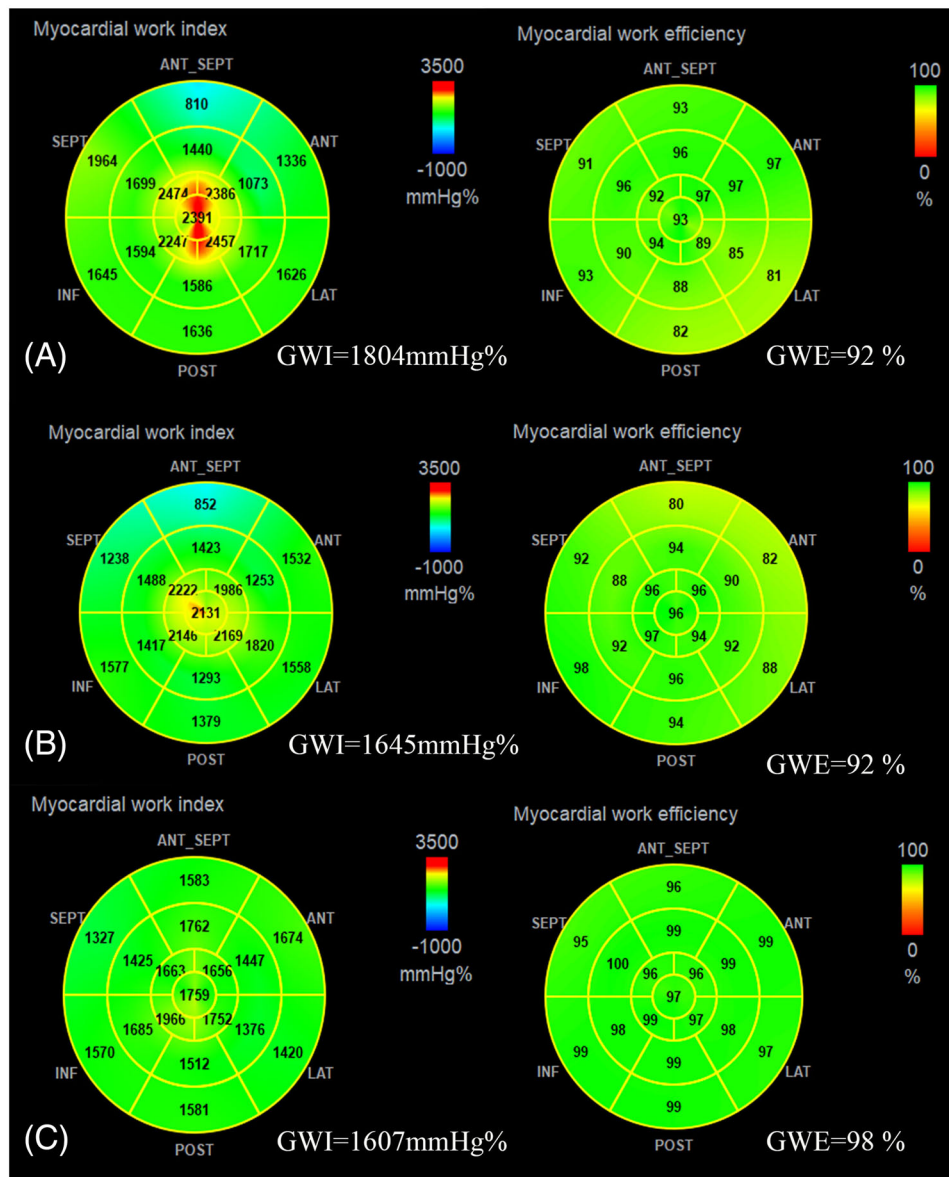 Myocardial work index
ANT_SEPT
SEPT
ANT
INF
LAT
POST
810
1964
1336
1440
1699
1073
2474
2386
2391
2247
2457
1594
1717
1645
1626
1586
1636
3500
-1000
mmHg%
(A)
GWI=1804mmHg%
Myocardial work efficiency
ANT_SEPT
SEPT
ANT
INF
LAT
POST
93
91
97
96
96
97
92
97
93
94
89
90
85
93
81
88
82
100
0
%
GWE=92 %
Myocardial work index
ANT_SEPT
SEPT
ANT
INF
LAT
POST
852
1238
1532
1423
1488
1253
2222
1986
2131
2146
2169
1417
1820
1577
1558
1293
1379
3500
-1000
mmHg%
(B)
GWI=1645mmHg%
Myocardial work efficiency
ANT_SEPT
SEPT
ANT
INF
LAT
POST
80
92
82
94
88
90
96
96
96
97
94
92
92
98
88
96
94
100
0
%
GWE=92 %
Myocardial work index
ANT_SEPT
SEPT
ANT
INF
LAT
POST
1583
1327
1674
1762
1425
1447
1663
1656
1759
1966
1752
1685
1376
1570
1420
1512
1581
3500
-1000
mmHg%
(C)
GWI=1607mmHg%
Myocardial work efficiency
ANT_SEPT
SEPT
ANT
INF
LAT
POST
96
95
99
99
100
99
96
96
97
99
97
98
98
99
97
99
99
100
0
%
GWE=98 %